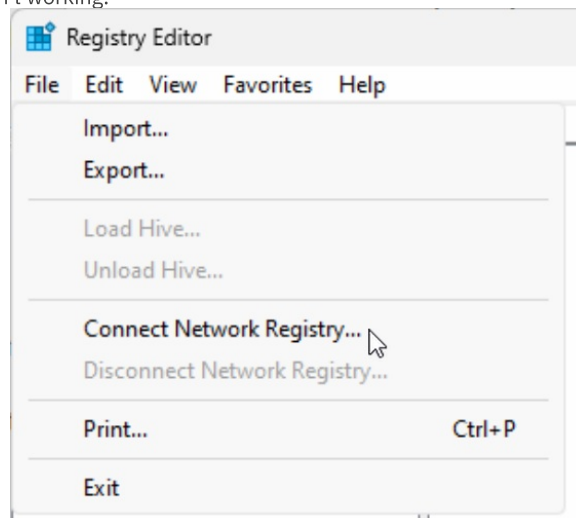 working.
Registry Editor
File Edit View Favorites Help
Import...
Export...
Load Hive...
Unload Hive...
Connect Network Registry...
Disconnect Network Registry...
Print... Ctrl+P
Exit